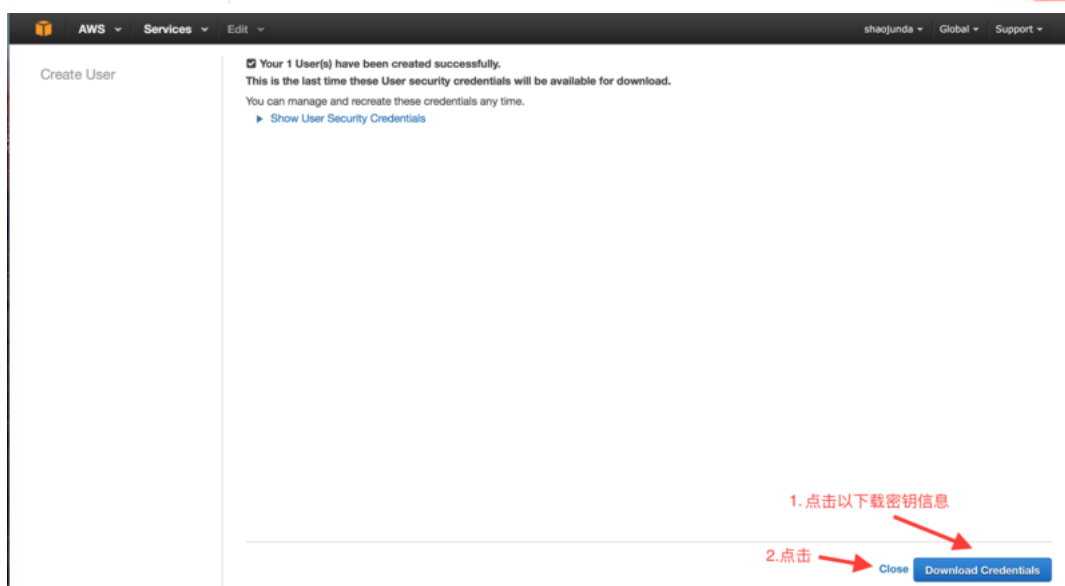 AWS Services Edit shaojunda Global Support
Create User
Your 1 User(s) have been created successfully.
This is the last time these User security credentials will be available for download.
You can manage and recreate these credentials any time.
Show User Security Credentials
1. 点击以下载密钥信息
2.点击
Close Download Credentials